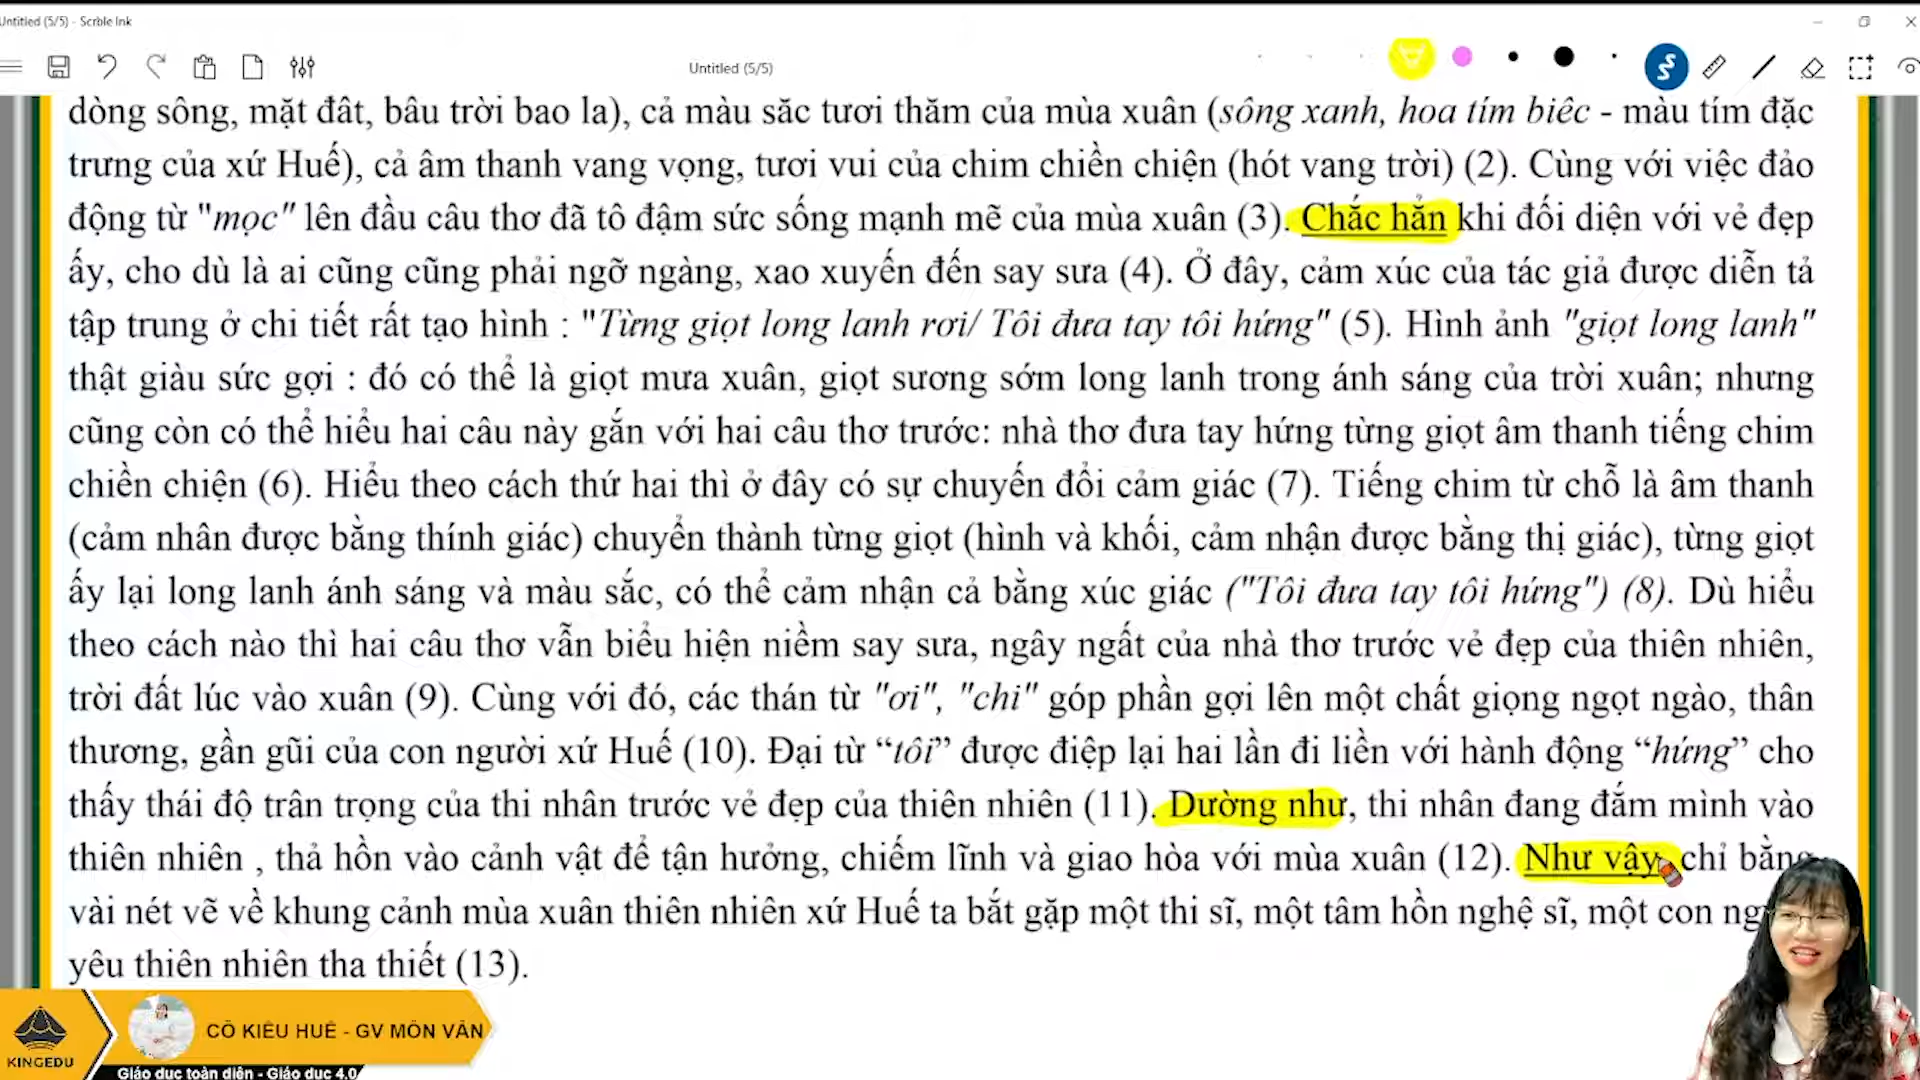 Untitled (5/5) - Scrble Ink
Untitled (5/5)
dòng sông, mặt đất, bầu trời bao la), cả màu sắc tươi thắm của mùa xuân (sông xanh, hoa tím biếc - màu tím đặc
trưng của xứ Huế), cả âm thanh vang vọng, tươi vui của chim chiền chiện (hót vang trời) (2). Cùng với việc đảo
động từ "mọc" lên đầu câu thơ đã tô đậm sức sống mạnh mẽ của mùa xuân (3). Chắc hẳn khi đối diện với vẻ đẹp
ấy, cho dù là ai cũng cũng phải ngỡ ngàng, xao xuyến đến say sưa (4). Ở đây, cảm xúc của tác giả được diễn tả
tập trung ở chi tiết rất tạo hình : "Từng giọt long lanh rơi/ Tôi đưa tay tôi hứng" (5). Hình ảnh "giọt long lanh"
thật giàu sức gợi : đó có thể là giọt mưa xuân, giọt sương sớm long lanh trong ánh sáng của trời xuân; nhưng
cũng còn có thể hiểu hai câu này gắn với hai câu thơ trước: nhà thơ đưa tay hứng từng giọt âm thanh tiếng chim
chiền chiện (6). Hiểu theo cách thứ hai thì ở đây có sự chuyến đổi cảm giác (7). Tiếng chim từ chỗ là âm thanh
(cảm nhân được bằng thính giác) chuyển thành từng giọt (hình và khối, cảm nhận được bằng thị giác), từng giọt
ấy lại long lanh ánh sáng và màu sắc, có thể cảm nhận cả bằng xúc giác ("Tôi đưa tay tôi hứng") (8). Dù hiểu
theo cách nào thì hai câu thơ vẫn biểu hiện niềm say sưa, ngây ngất của nhà thơ trước vẻ đẹp của thiên nhiên,
trời đất lúc vào xuân (9). Cùng với đó, các thán từ "ơi", "chi" góp phần gợi lên một chất giọng ngọt ngào, thân
thương, gần gũi của con người xứ Huế (10). Đại từ “tôi” được điệp lại hai lần đi liền với hành động “hứng” cho
thấy thái độ trân trọng của thi nhân trước vẻ đẹp của thiên nhiên (11). Dường như, thi nhân đang đắm mình vào
thiên nhiên , thả hồn vào cảnh vật để tận hưởng, chiếm lĩnh và giao hòa với mùa xuân (12). Như vậy, chỉ bằng
vài nét vẽ về khung cảnh mùa xuân thiên nhiên xứ Huế ta bắt gặp một thi sĩ, một tâm hồn nghệ sĩ, một con
yêu thiên nhiên tha thiết (13).
CÔ KIỀU HUÊ - GV MÔN VĂN
KINGEDU
Giáo dục toàn diện - Giáo dục 4.0